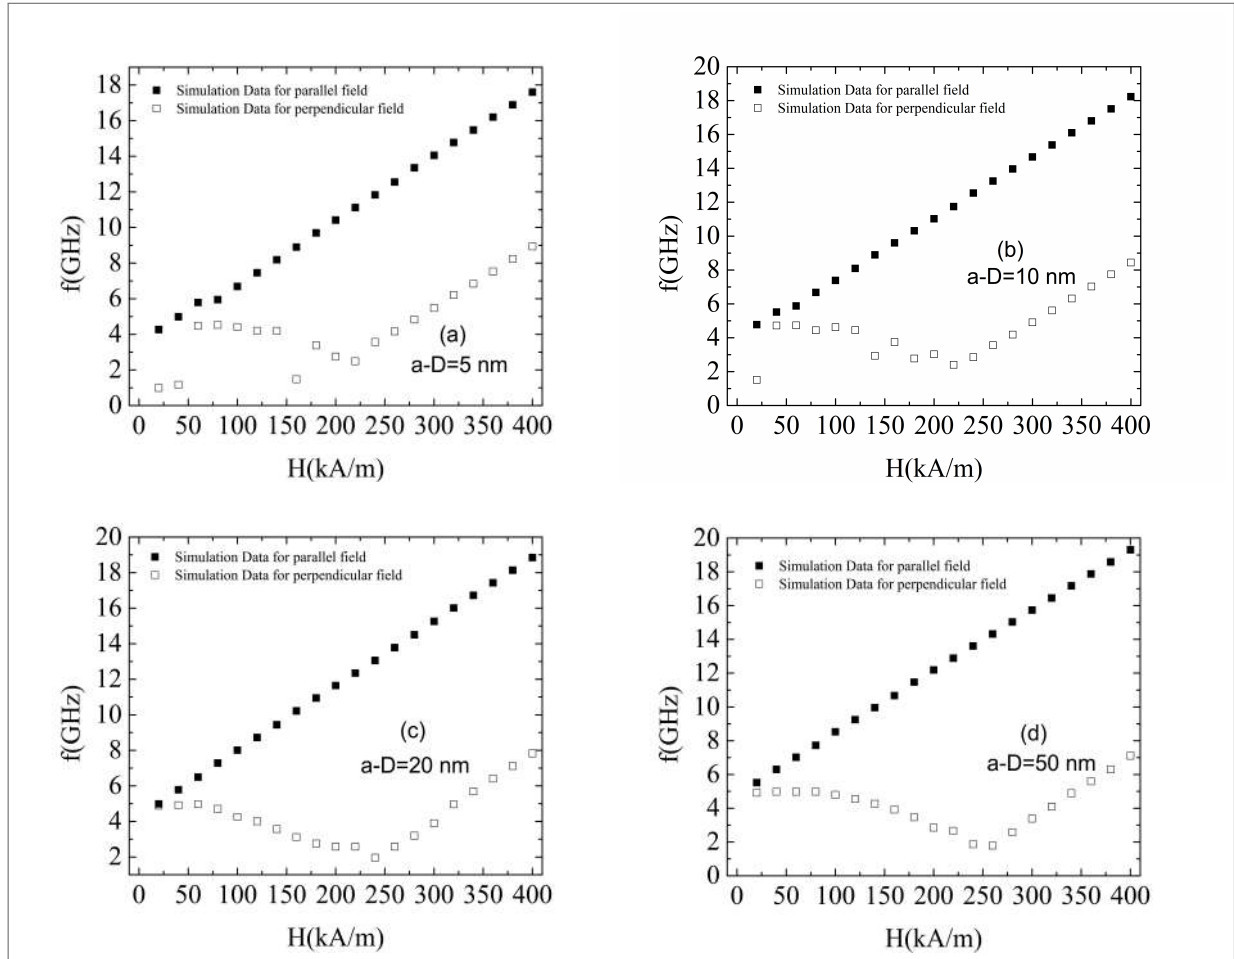 18
16
14
12
10
8
6
4
2
0
f(GHz)
Simulation Data for parallel field
Simulation Data for perpendicular field
(a)
a-D=5 nm
0 50 100 150 200 250 300 350 400
H(kA/m)
20
18
16
14
12
10
8
6
4
2
0
f(GHz)
Simulation Data for parallel field
Simulation Data for perpendicular field
(b)
a-D=10 nm
0 50 100 150 200 250 300 350 400
H(kA/m)
20
18
16
14
12
10
8
6
4
2
f(GHz)
Simulation Data for parallel field
Simulation Data for perpendicular field
(c)
a-D=20 nm
0 50 100 150 200 250 300 350 400
H(kA/m)
20
18
16
14
12
10
8
6
4
2
0
f(GHz)
Simulation Data for parallel field
Simulation Data for perpendicular field
(d)
a-D=50 nm
0 50 100 150 200 250 300 350 400
H(kA/m)